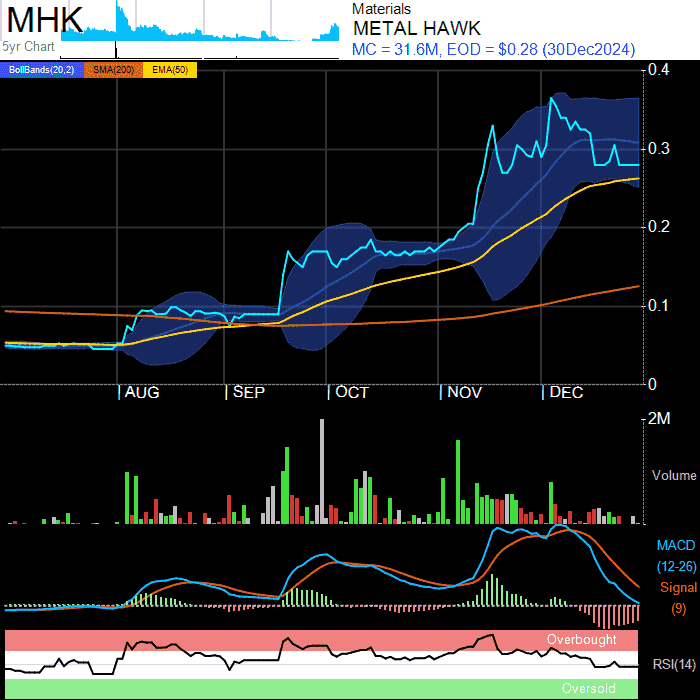 MHK
5yr Chart
Materials
METAL HAWK
MC = 31.6M, EOD = $0.28 (30Dec2024)
BollBands(20,2) SMA(200) EMA(50)
0.4
0.3
0.2
0.1
0
AUG SEP OCT NOV DEC
2M
Volume
MACD
(12-26)
Signal
(9)
Overbought
RSI(14)
Oversold